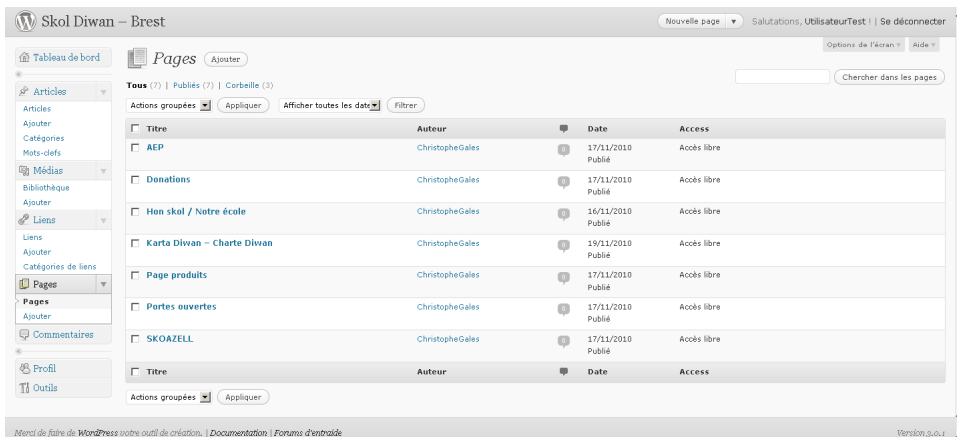 Skol Diwan – Brest
Nouvelle page
Salutations, UtilisateurTest ! | Se déconnecter
Options de l'écran
Aide
Tableau de bord
Articles
Articles
Ajouter
Catégories
Mots-clefs
Médias
Bibliothèque
Ajouter
Liens
Liens
Ajouter
Catégories de liens
Pages
Pages
Ajouter
Commentaires
Profil
Outils
Pages Ajouter
Tous (7) | Publiés (7) | Corbeille (3)
Chercher dans les pages
Actions groupées Appliquer Afficher toutes les date Filtrer
Titre Auteur Date Access
AEP ChristopheGales 0 17/11/2010 Accès libre
Publié
Donations ChristopheGales 0 17/11/2010 Accès libre
Publié
Hon skol / Notre école ChristopheGales 0 16/11/2010 Accès libre
Publié
Karta Diwan – Charte Diwan ChristopheGales 0 19/11/2010 Accès libre
Publié
Page produits ChristopheGales 0 17/11/2010 Accès libre
Publié
Portes ouvertes ChristopheGales 0 17/11/2010 Accès libre
Publié
SKOAZELL ChristopheGales 0 17/11/2010 Accès libre
Publié
Titre Auteur Date Access
Actions groupées Appliquer
Merci de faire de WordPress votre outil de création. | Documentation | Forums d'entraide
Version 3.0.1